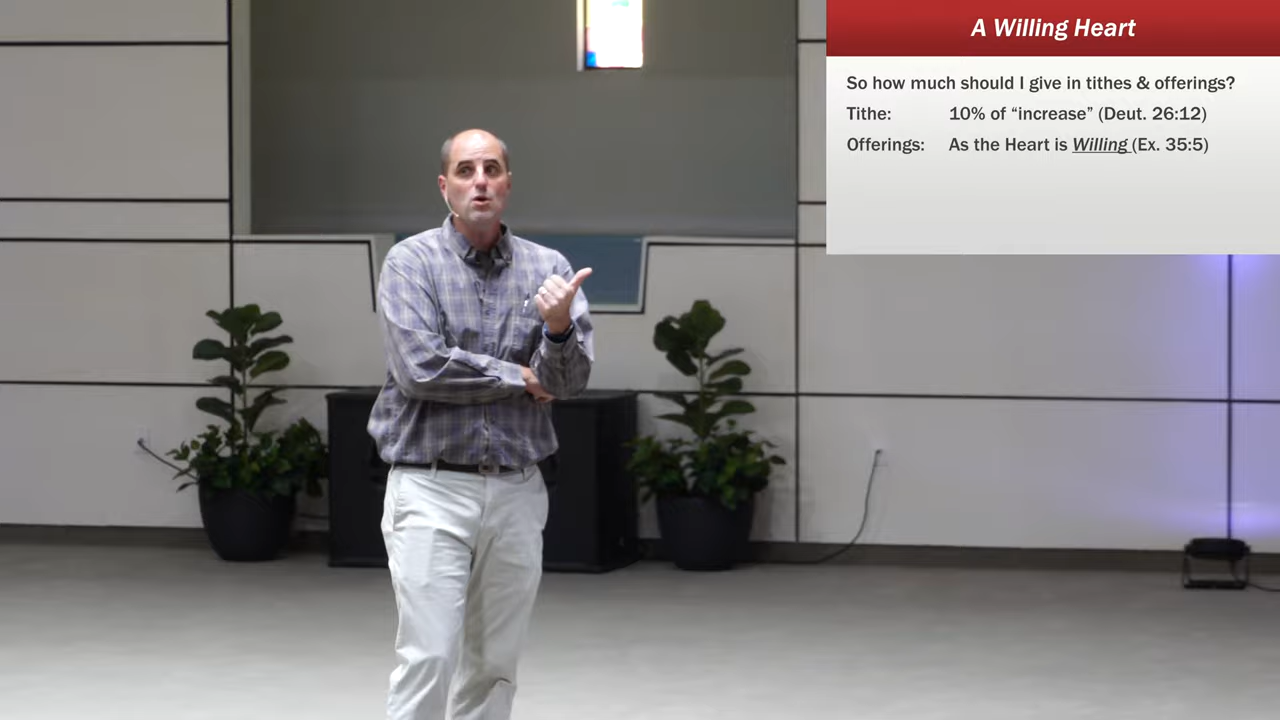 A Willing Heart
So how much should I give in tithes & offerings?
Tithe: 10% of “increase” (Deut. 26:12)
Offerings: As the Heart is Willing (Ex. 35:5)